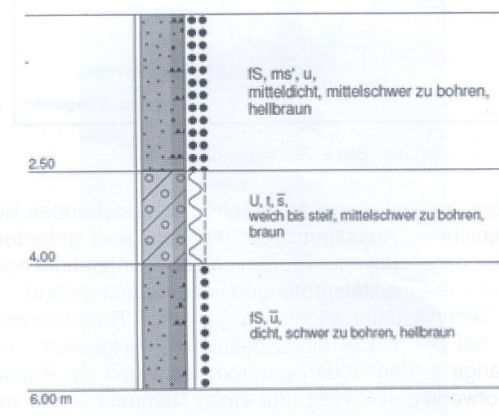 fS, ms', u,
mitteldicht, mittelschwer zu bohren,
hellbraun
2.50
U, t, s̄,
weich bis steif, mittelschwer zu bohren,
braun
4.00
fS, ū,
dicht, schwer zu bohren, hellbraun
6.00 m